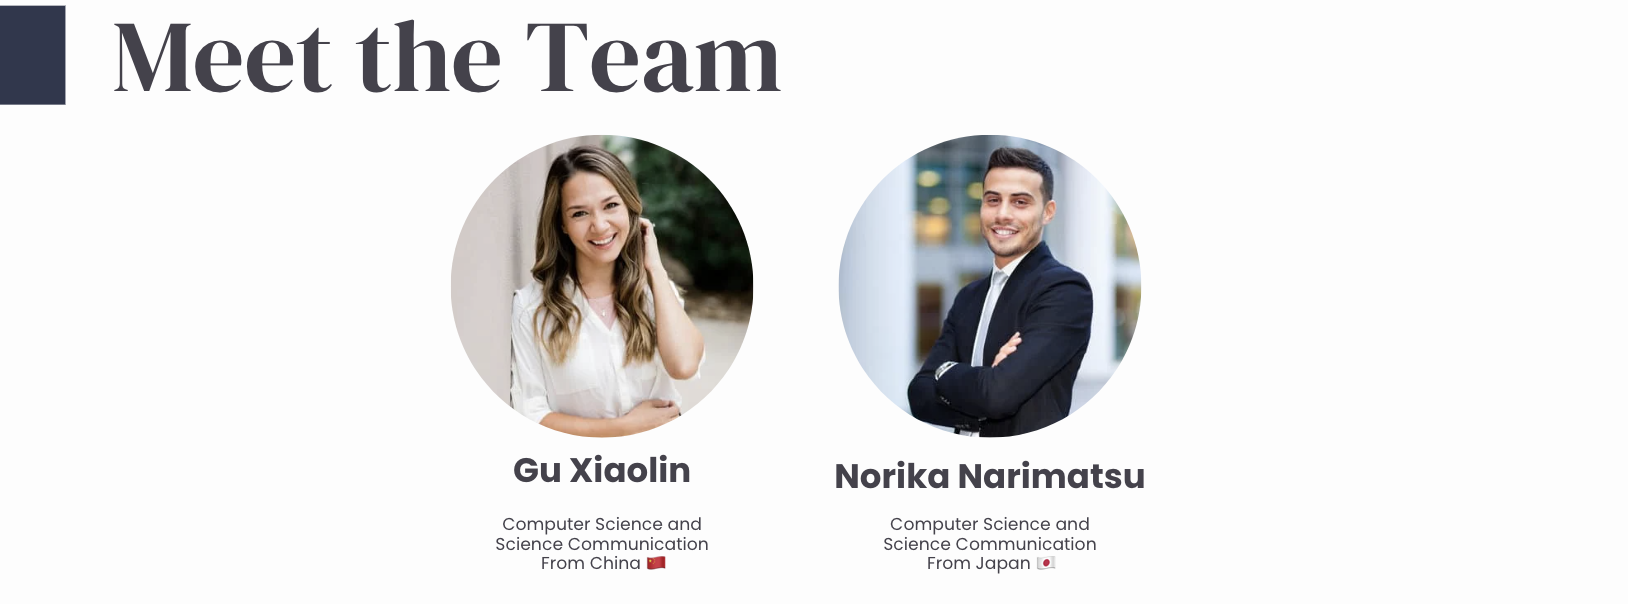 Meet the Team
Gu Xiaolin
Norika Narimatsu
Computer Science and
Science Communication
From China 🇨🇳
Computer Science and
Science Communication
From Japan 🇯🇵